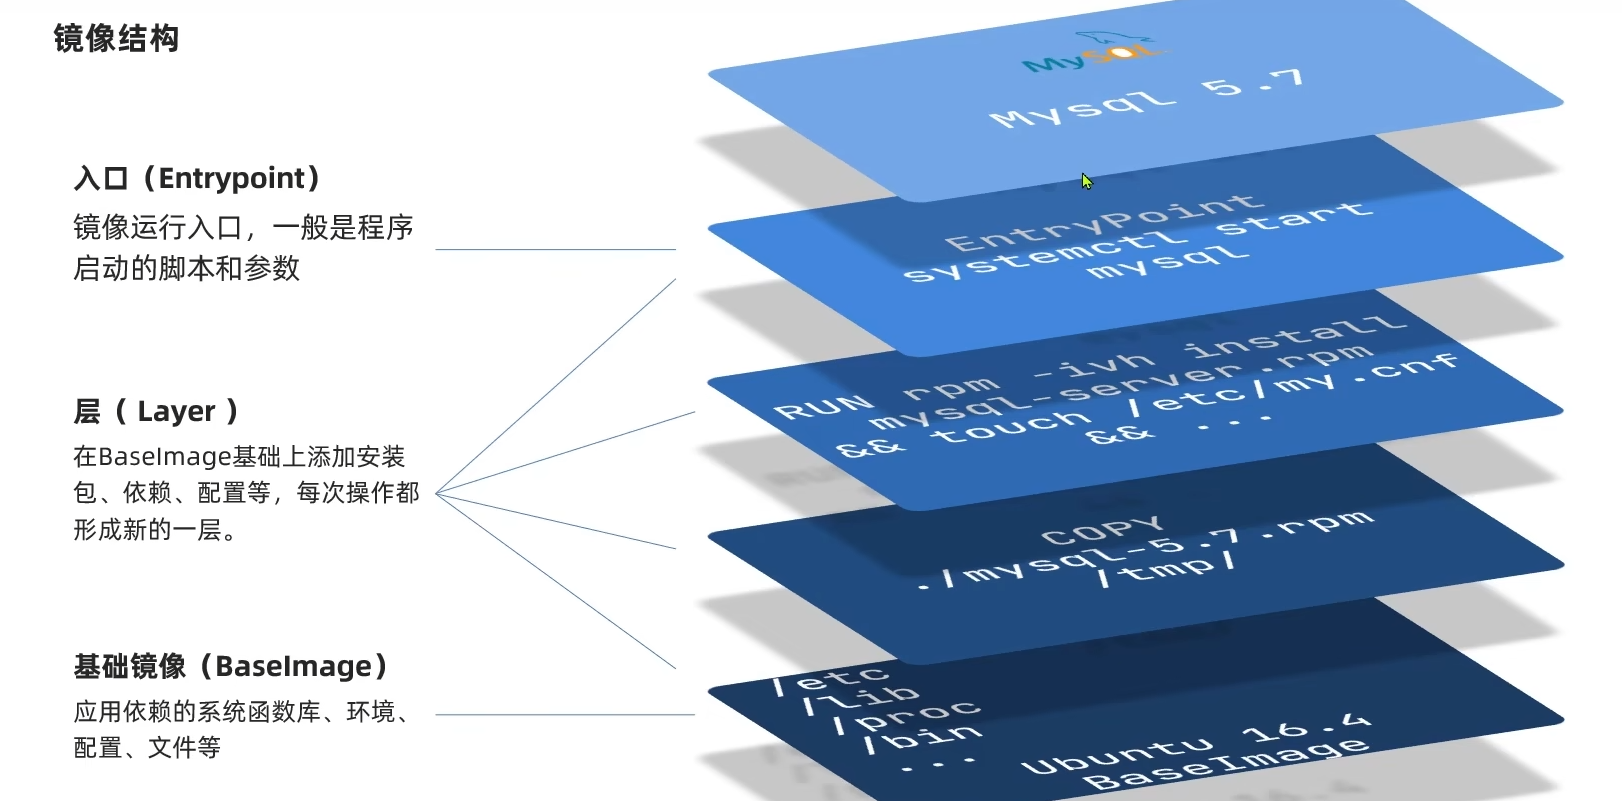 镜像结构
入口（Entrypoint）
镜像运行入口，一般是程序
启动的脚本和参数
层（ Layer ）
在BaseImage基础上添加安装
包、依赖、配置等，每次操作都
形成新的一层。
基础镜像（BaseImage）
应用依赖的系统函数库、环境、
配置、文件等
MySQL
Mysql 5.7
EntryPoint
systemctl start
mysql
RUN rpm -ivh install
mysql-server.rpm
&& touch /etc/my.cnf
&& ...
COPY
./mysql-5.7.rpm
/tmp/
/etc
/lib
/proc
/bin
...
Ubuntu 16.4
BaseImage